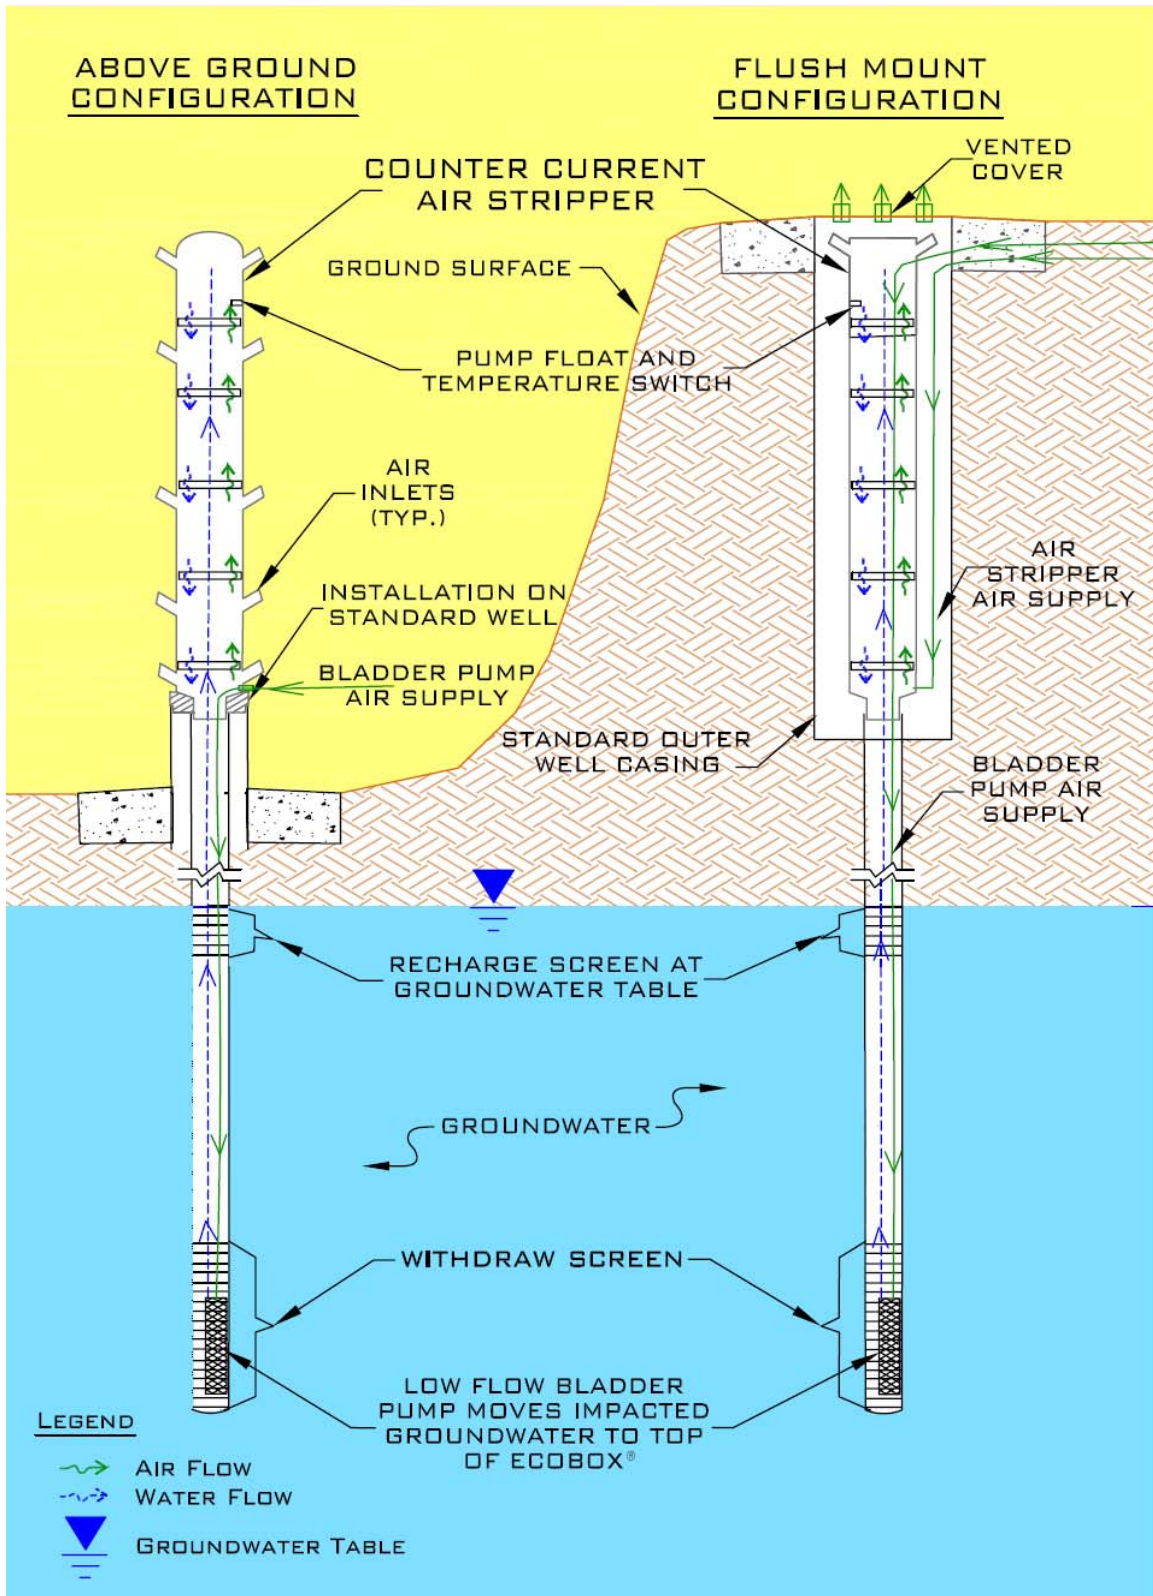 ABOVE GROUND
CONFIGURATION
FLUSH MOUNT
CONFIGURATION
VENTED
COVER
COUNTER CURRENT
AIR STRIPPER
GROUND SURFACE
PUMP FLOAT AND
TEMPERATURE SWITCH
AIR
INLETS
(TYP.)
INSTALLATION ON
STANDARD WELL
BLADDER PUMP
AIR SUPPLY
AIR
STRIPPER
AIR SUPPLY
STANDARD OUTER
WELL CASING
BLADDER
PUMP AIR
SUPPLY
RECHARGE SCREEN AT
GROUNDWATER TABLE
GROUNDWATER
WITHDRAW SCREEN
LOW FLOW BLADDER
PUMP MOVES IMPACTED
GROUNDWATER TO TOP
OF ECOBOX®
LEGEND
AIR FLOW
WATER FLOW
GROUNDWATER TABLE